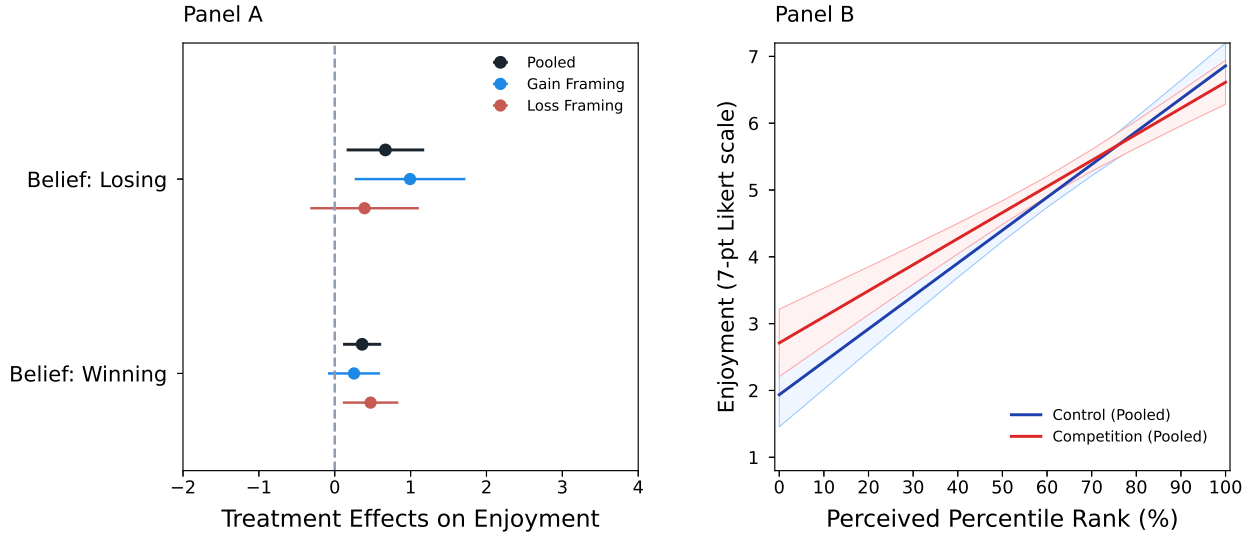 Panel A
Pooled
Gain Framing
Loss Framing
Belief: Losing
Belief: Winning
−2 −1 0 1 2 3 4
Treatment Effects on Enjoyment
Panel B
7
6
5
4
3
2
1
Enjoyment (7-pt Likert scale)
Control (Pooled)
Competition (Pooled)
0 10 20 30 40 50 60 70 80 90 100
Perceived Percentile Rank (%)